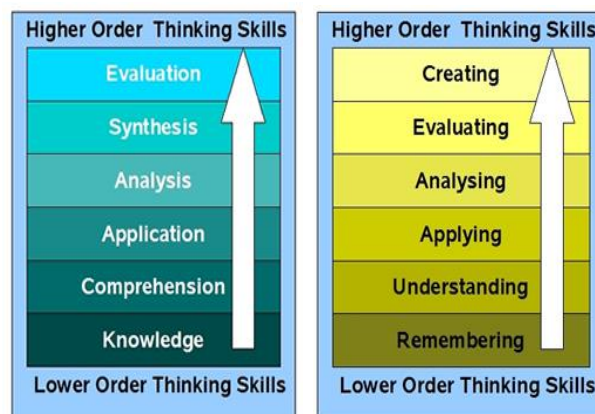 Higher Order Thinking Skills
Evaluation
Synthesis
Analysis
Application
Comprehension
Knowledge
Lower Order Thinking Skills
Higher Order Thinking Skills
Creating
Evaluating
Analysing
Applying
Understanding
Remembering
Lower Order Thinking Skills